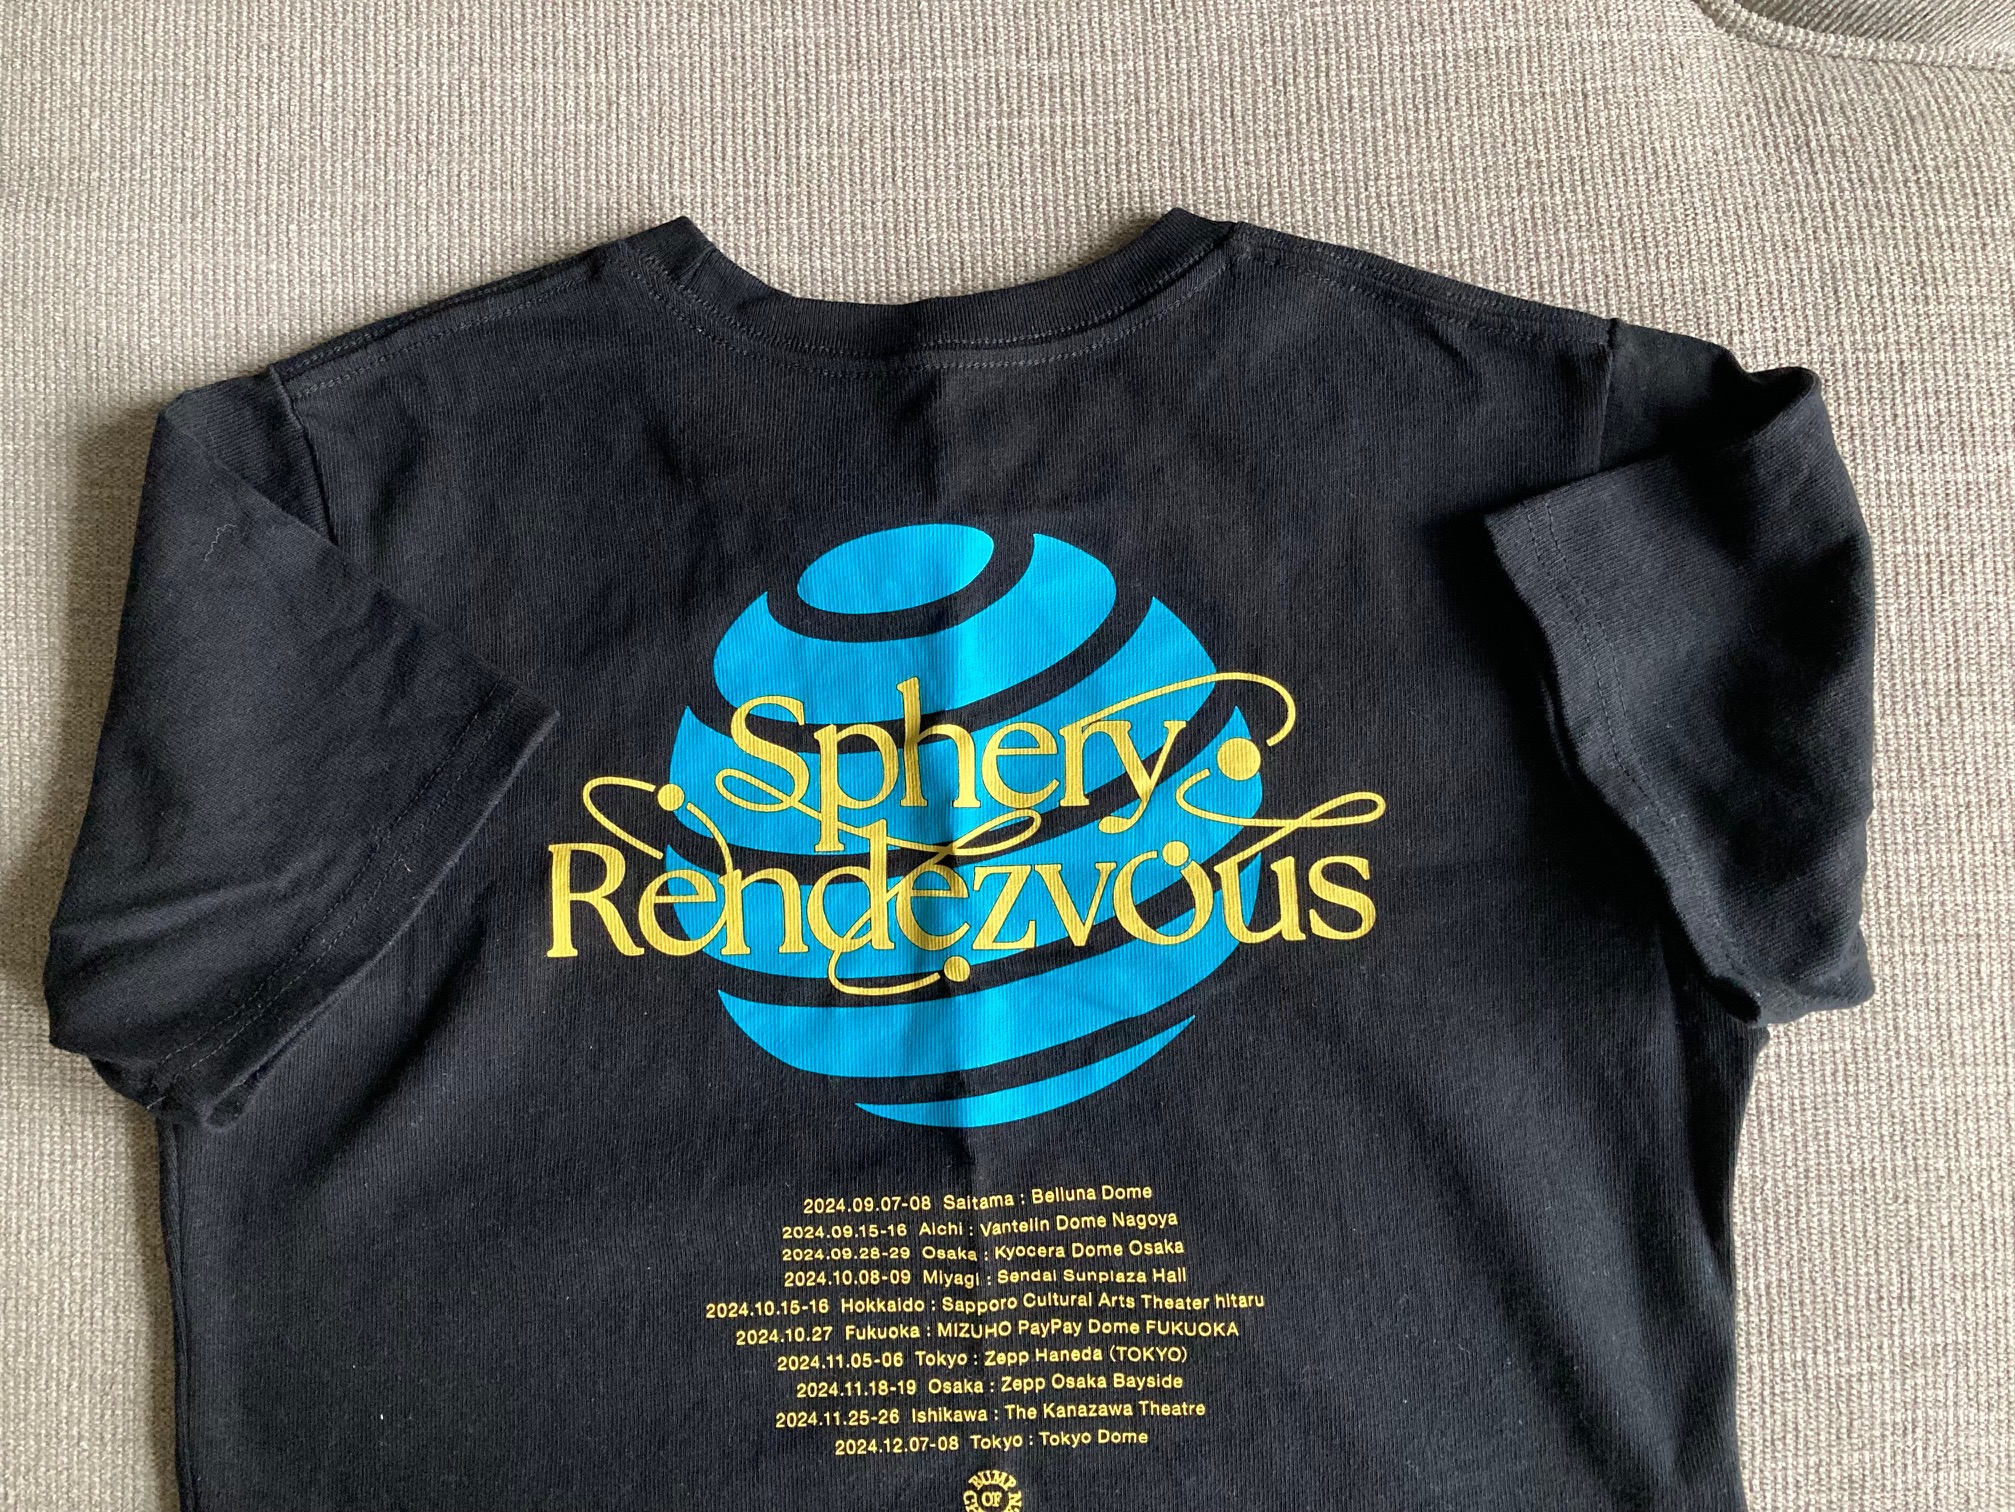 Sphery
Rendezvous
2024.09.07-08 Saitama : Belluna Dome
2024.09.15-16 Aichi : Vantelin Dome Nagoya
2024.09.28-29 Osaka : Kyocera Dome Osaka
2024.10.08-09 Miyagi : Sendai Sunplaza Hall
2024.10.15-16 Hokkaido : Sapporo Cultural Arts Theater hitaru
2024.10.27 Fukuoka : MIZUHO PayPay Dome FUKUOKA
2024.11.05-06 Tokyo : Zepp Haneda (TOKYO)
2024.11.18-19 Osaka : Zepp Osaka Bayside
2024.11.25-26 Ishikawa : The Kanazawa Theatre
2024.12.07-08 Tokyo : Tokyo Dome
BUMP
OF